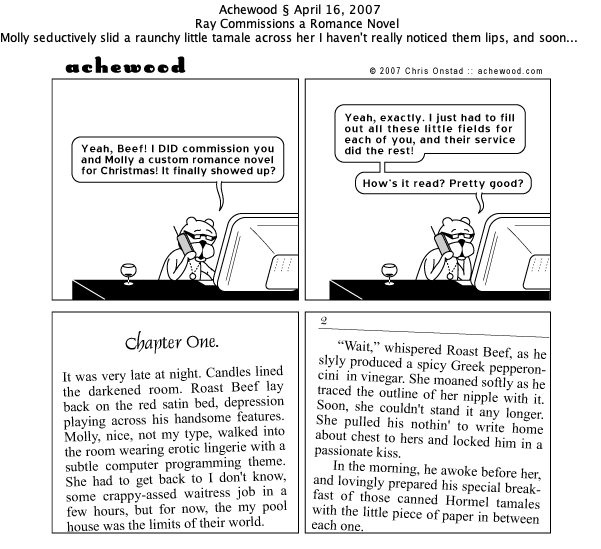 Achewood § April 16, 2007
Ray Commissions a Romance Novel
Molly seductively slid a raunchy little tamale across her I haven't really noticed them lips, and soon...
achewood
© 2007 Chris Onstad :: achewood.com
Yeah, Beef! I DID commission you
and Molly a custom romance novel
for Christmas! It finally showed up?
Yeah, exactly. I just had to fill
out all these little fields for
each of you, and their service
did the rest!
How's it read? Pretty good?
Chapter One.
It was very late at night. Candles lined
the darkened room. Roast Beef lay
back on the red satin bed, depression
playing across his handsome features.
Molly, nice, not my type, walked into
the room wearing erotic lingerie with a
subtle computer programming theme.
She had to get back to I don't know,
some crappy-assed waitress job in a
few hours, but for now, the my pool
house was the limits of their world.
2
"Wait," whispered Roast Beef, as he
slyly produced a spicy Greek pepperon-
cini in vinegar. She moaned softly as he
traced the outline of her nipple with it.
Soon, she couldn't stand it any longer.
She pulled his nothin' to write home
about chest to hers and locked him in a
passionate kiss.
In the morning, he awoke before her,
and lovingly prepared his special break-
fast of those canned Hormel tamales
with the little piece of paper in between
each one.